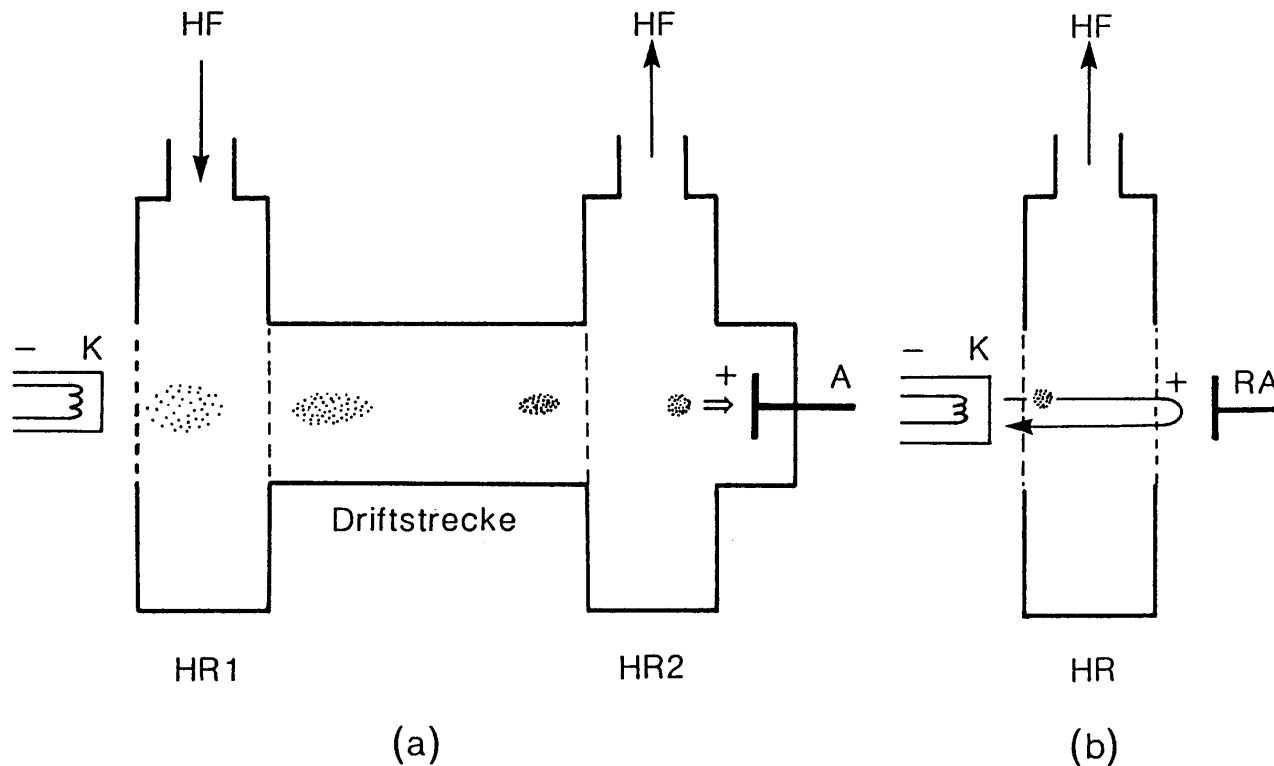 HF HF HF
− K + A − K − + RA
Driftstrecke
HR1 HR2 HR
(a) (b)